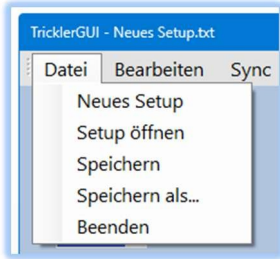 TricklerGUI - Neues Setup.txt
Datei Bearbeiten Sync
Neues Setup
Setup öffnen
Speichern
Speichern als...
Beenden